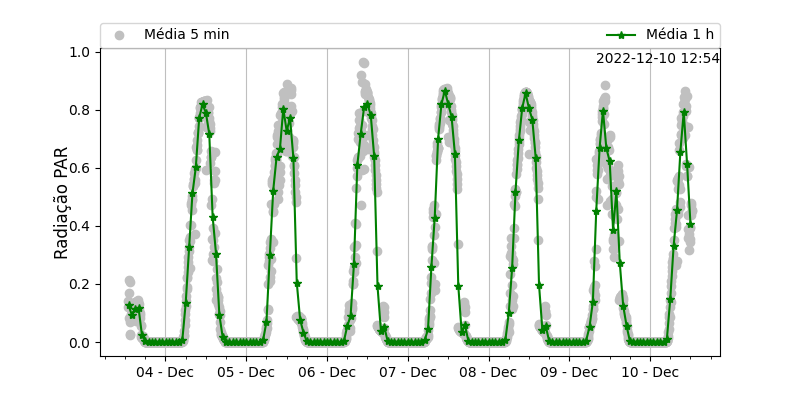 Média 5 min
Média 1 h
2022-12-10 12:54
Radiação PAR
1.0
0.8
0.6
0.4
0.2
0.0
04 - Dec
05 - Dec
06 - Dec
07 - Dec
08 - Dec
09 - Dec
10 - Dec